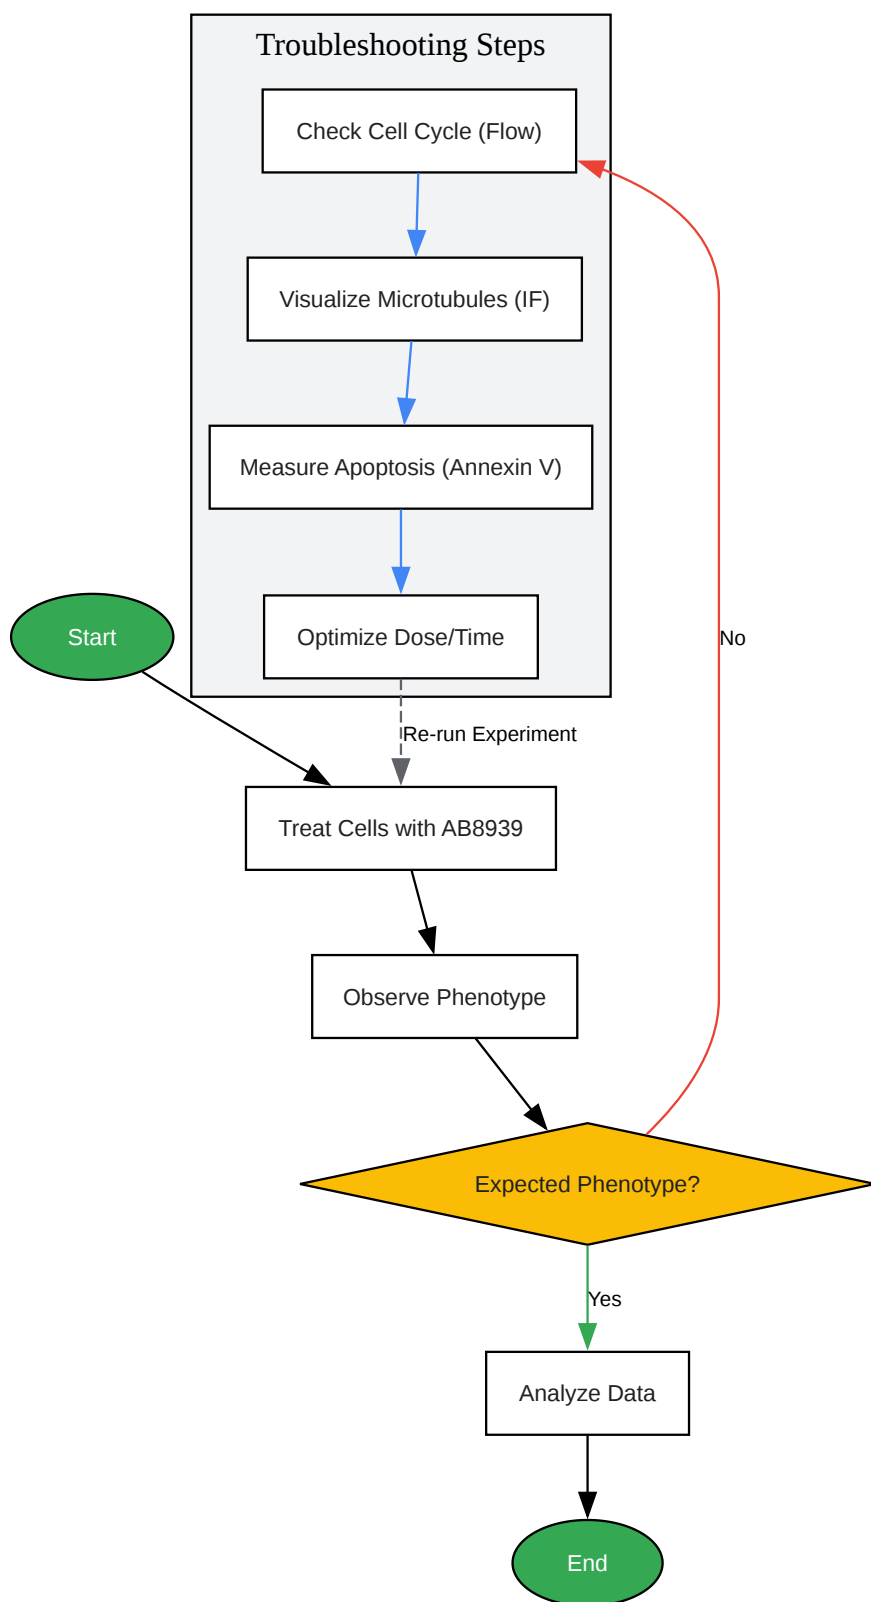 Troubleshooting Steps
Check Cell Cycle (Flow)
Visualize Microtubules (IF)
Measure Apoptosis (Annexin V)
Start
Optimize Dose/Time
No
Re-run Experiment
Treat Cells with AB8939
Observe Phenotype
Expected Phenotype?
Yes
Analyze Data
End